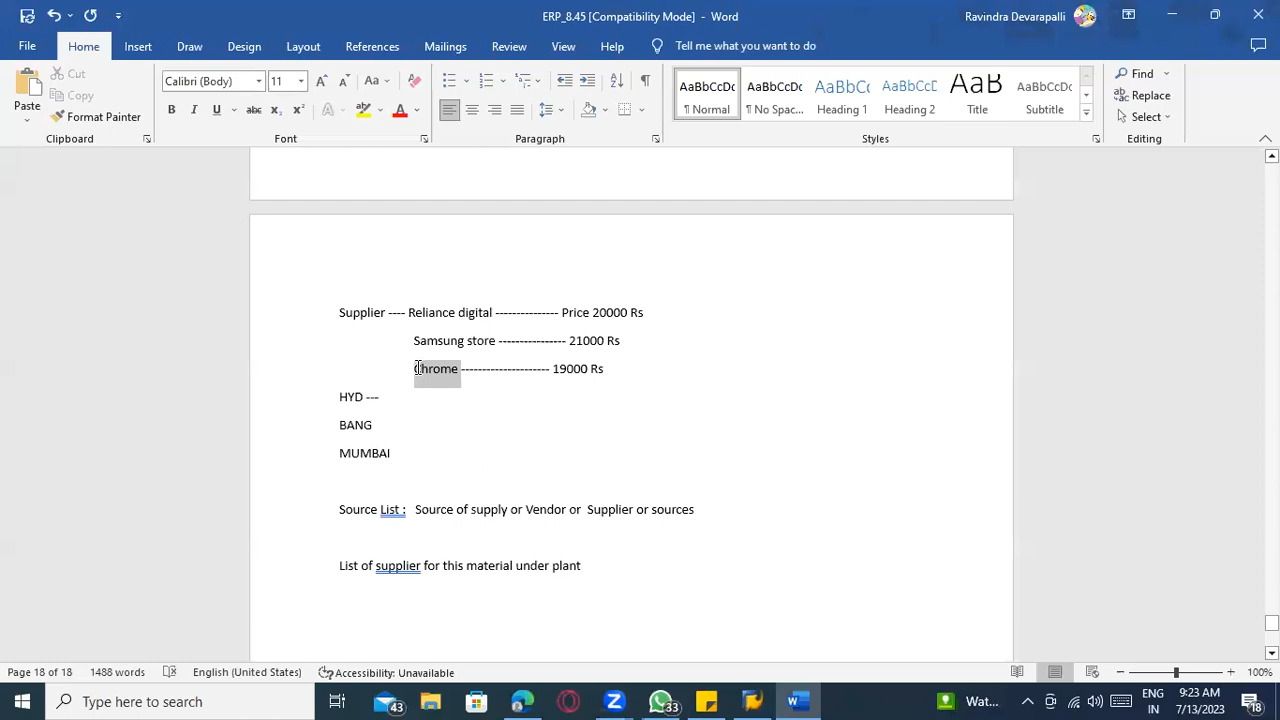 ERP_8.45 [Compatibility Mode] - Word
Ravindra Devarapalli
File Home Insert Draw Design Layout References Mailings Review View Help Tell me what you want to do
Paste
Cut
Copy
Format Painter
Clipboard
Calibri (Body) 11
Font
Paragraph
AaBbCcDc AaBbCcDc AaBbCc AaBbCcD AaB AaBbCcD
¶ Normal ¶ No Spac... Heading 1 Heading 2 Title Subtitle
Styles
Find
Replace
Select
Editing
Supplier ---- Reliance digital --------------- Price 20000 Rs
Samsung store ---------------- 21000 Rs
Chrome --------------------- 19000 Rs
HYD ---
BANG
MUMBAI
Source List : Source of supply or Vendor or Supplier or sources
List of supplier for this material under plant
Page 18 of 18 1488 words English (United States) Accessibility: Unavailable 100%
Type here to search
43
33
Wat...
ENG
IN
9:23 AM
7/13/2023
18